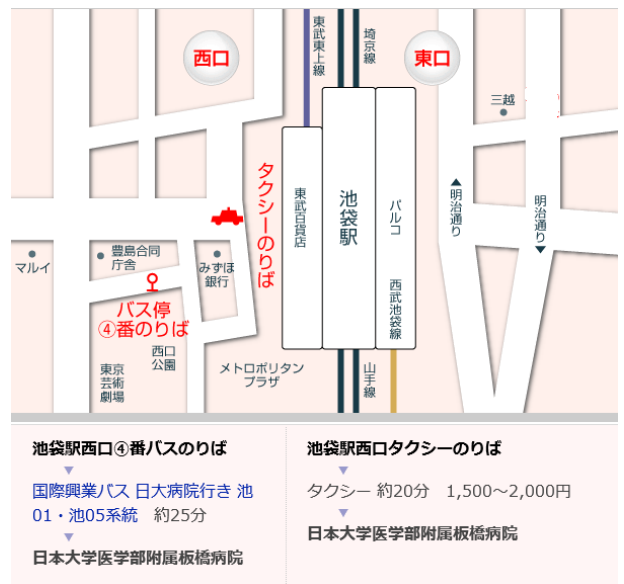 西口
東武東上線
埼京線
東口
三越
タクシーのりば
東武百貨店
池袋駅
パルコ
西武池袋線
▲明治通り
明治通り▼
マルイ
豊島合同
庁舎
みずほ
銀行
バス停
④番のりば
西口
公園
東京
芸術
劇場
メトロポリタン
プラザ
山手線
池袋駅西口④番バスのりば
▼
国際興業バス 日大病院行き 池
01・池05系統 約25分
▼
日本大学医学部附属板橋病院
池袋駅西口タクシーのりば
▼
タクシー 約20分 1,500～2,000円
▼
日本大学医学部附属板橋病院